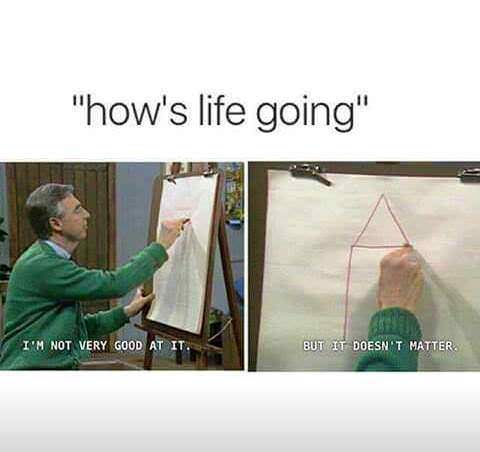 "how's life going"
I'M NOT VERY GOOD AT IT.
BUT IT DOESN'T MATTER.